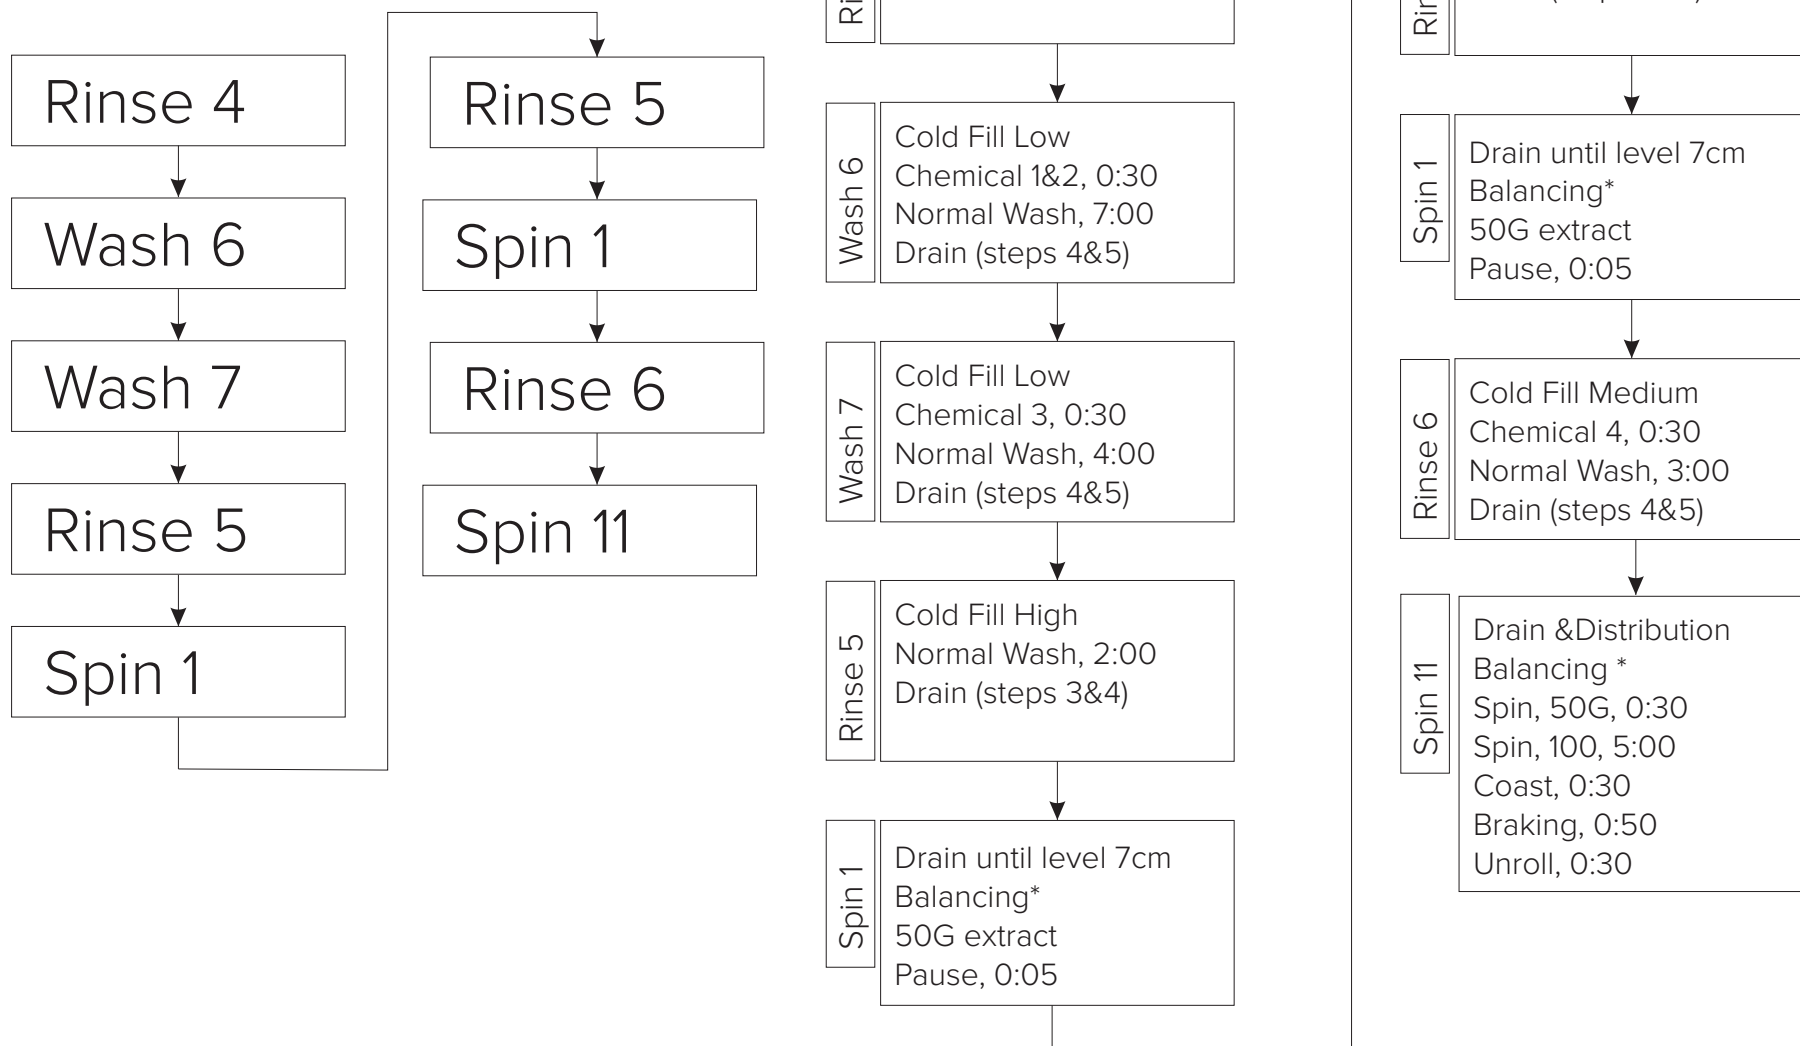 Rinse 4
Wash 6
Wash 7
Rinse 5
Spin 1
Rinse 5
Spin 1
Rinse 6
Spin 11
Wash 6
Cold Fill Low
Chemical 1&2, 0:30
Normal Wash, 7:00
Drain (steps 4&5)
Wash 7
Cold Fill Low
Chemical 3, 0:30
Normal Wash, 4:00
Drain (steps 4&5)
Rinse 5
Cold Fill High
Normal Wash, 2:00
Drain (steps 3&4)
Spin 1
Drain until level 7cm
Balancing*
50G extract
Pause, 0:05
Spin 1
Drain until level 7cm
Balancing*
50G extract
Pause, 0:05
Rinse 6
Cold Fill Medium
Chemical 4, 0:30
Normal Wash, 3:00
Drain (steps 4&5)
Spin 11
Drain &Distribution
Balancing *
Spin, 50G, 0:30
Spin, 100, 5:00
Coast, 0:30
Braking, 0:50
Unroll, 0:30